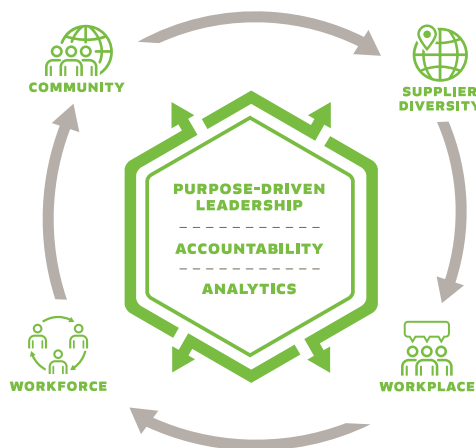 COMMUNITY
SUPPLIER
DIVERSITY
PURPOSE-DRIVEN
LEADERSHIP
ACCOUNTABILITY
ANALYTICS
WORKFORCE
WORKPLACE